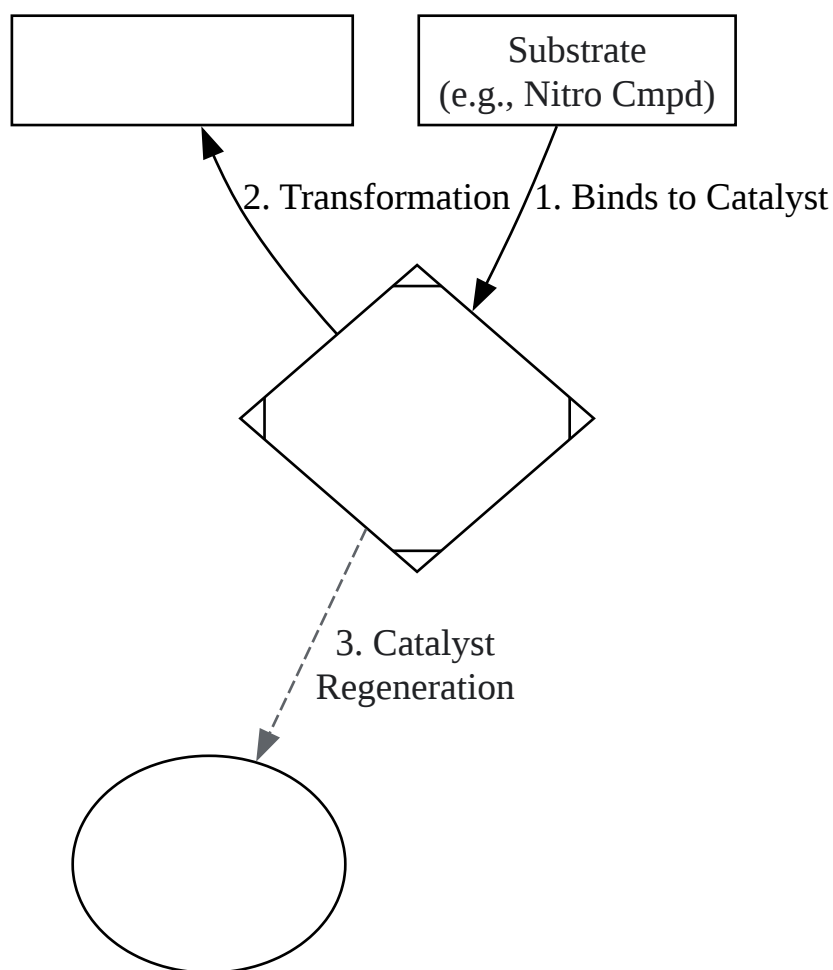 Substrate
(e.g., Nitro Cmpd)
2. Transformation
1. Binds to Catalyst
3. Catalyst
Regeneration